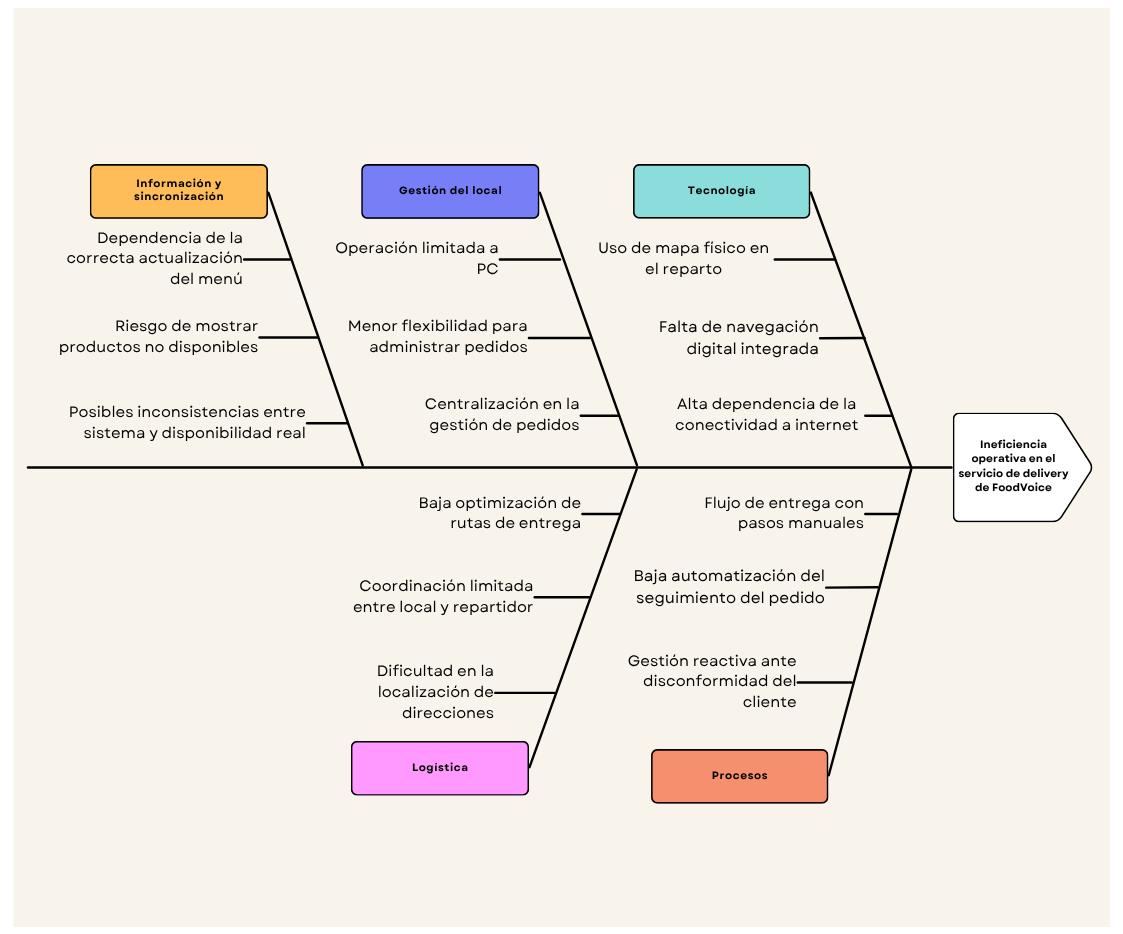 Información y
sincronización
Dependencia de la
correcta actualización
del menú
Riesgo de mostrar
productos no disponibles
Posibles inconsistencias entre
sistema y disponibilidad real
Gestión del local
Operación limitada a
PC
Menor flexibilidad para
administrar pedidos
Centralización en la
gestión de pedidos
Tecnología
Uso de mapa físico en
el reparto
Falta de navegación
digital integrada
Alta dependencia de la
conectividad a internet
Ineficiencia
operativa en el
servicio de delivery
de FoodVoice
Baja optimización de
rutas de entrega
Coordinación limitada
entre local y repartidor
Dificultad en la
localización de
direcciones
Logistica
Flujo de entrega con
pasos manuales
Baja automatización del
seguimiento del pedido
Gestión reactiva ante
disconformidad del
cliente
Procesos